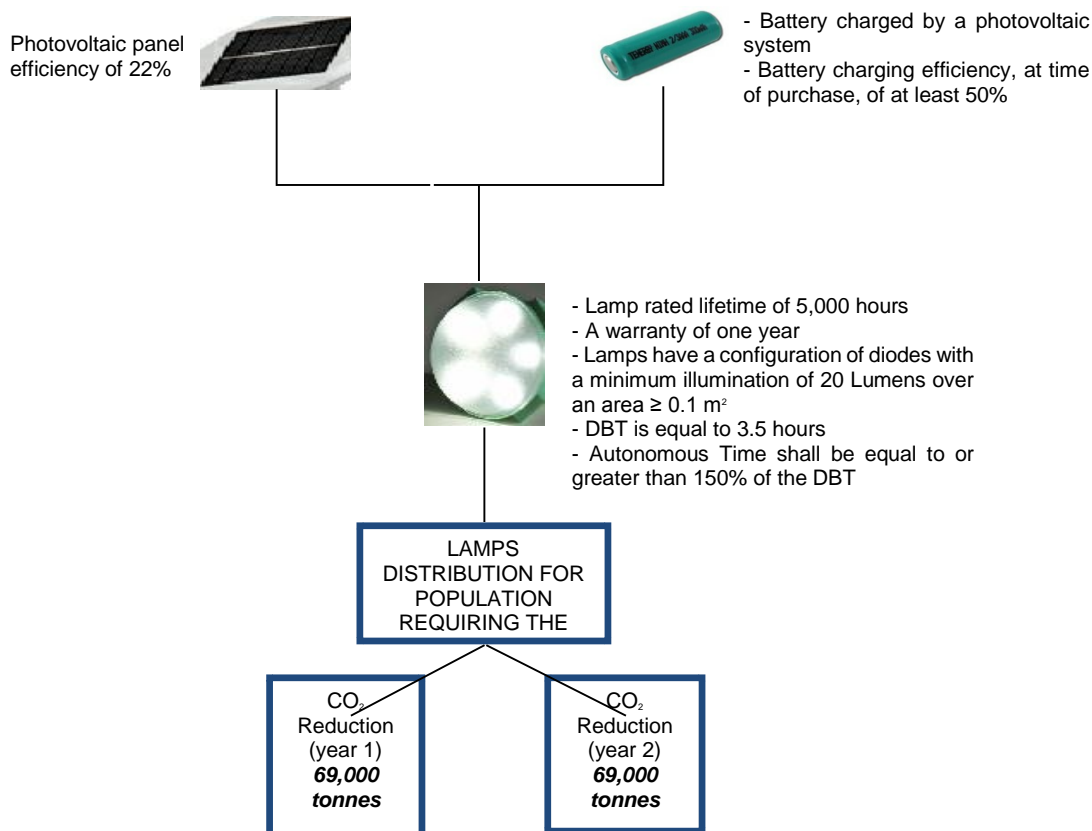 Photovoltaic panel
efficiency of 22%
- Battery charged by a photovoltaic
system
- Battery charging efficiency, at time
of purchase, of at least 50%
- Lamp rated lifetime of 5,000 hours
- A warranty of one year
- Lamps have a configuration of diodes with
a minimum illumination of 20 Lumens over
an area ≥ 0.1 m²
- DBT is equal to 3.5 hours
- Autonomous Time shall be equal to or
greater than 150% of the DBT
LAMPS
DISTRIBUTION FOR
POPULATION
REQUIRING THE
CO₂
Reduction
(year 1)
69,000
tonnes
CO₂
Reduction
(year 2)
69,000
tonnes